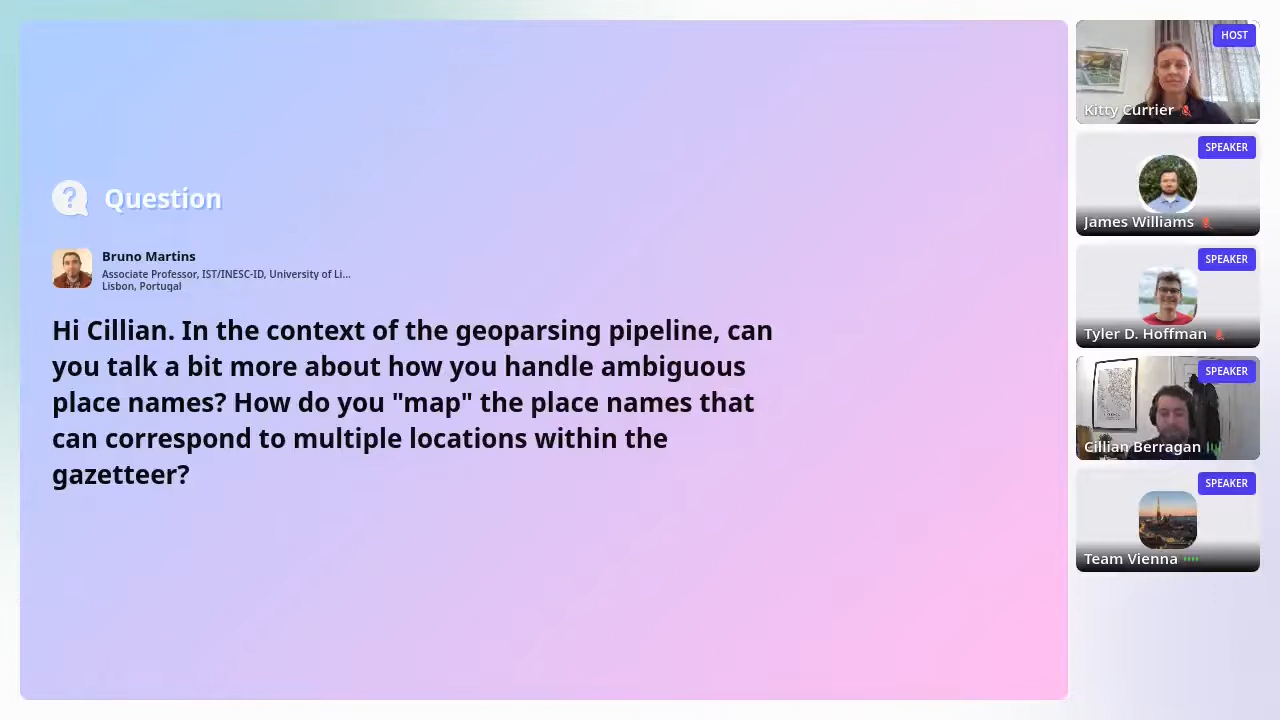 Question
Bruno Martins
Associate Professor, IST/INESC-ID, University of Li...
Lisbon, Portugal
Hi Cillian. In the context of the geoparsing pipeline, can
you talk a bit more about how you handle ambiguous
place names? How do you "map" the place names that
can correspond to multiple locations within the
gazetteer?
HOST
Kitty Currier
SPEAKER
James Williams
SPEAKER
Tyler D. Hoffman
SPEAKER
Cillian Berragan
SPEAKER
Team Vienna